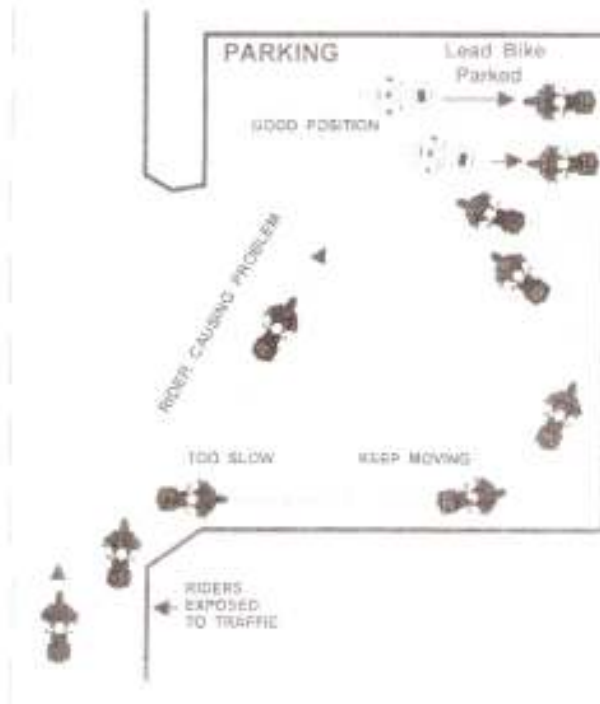 PARKING
Lead Bike
Parked
GOOD POSITION
RIDER CAUSING PROBLEM
TOO SLOW
KEEP MOVING
RIDERS
EXPOSED
TO TRAFFIC